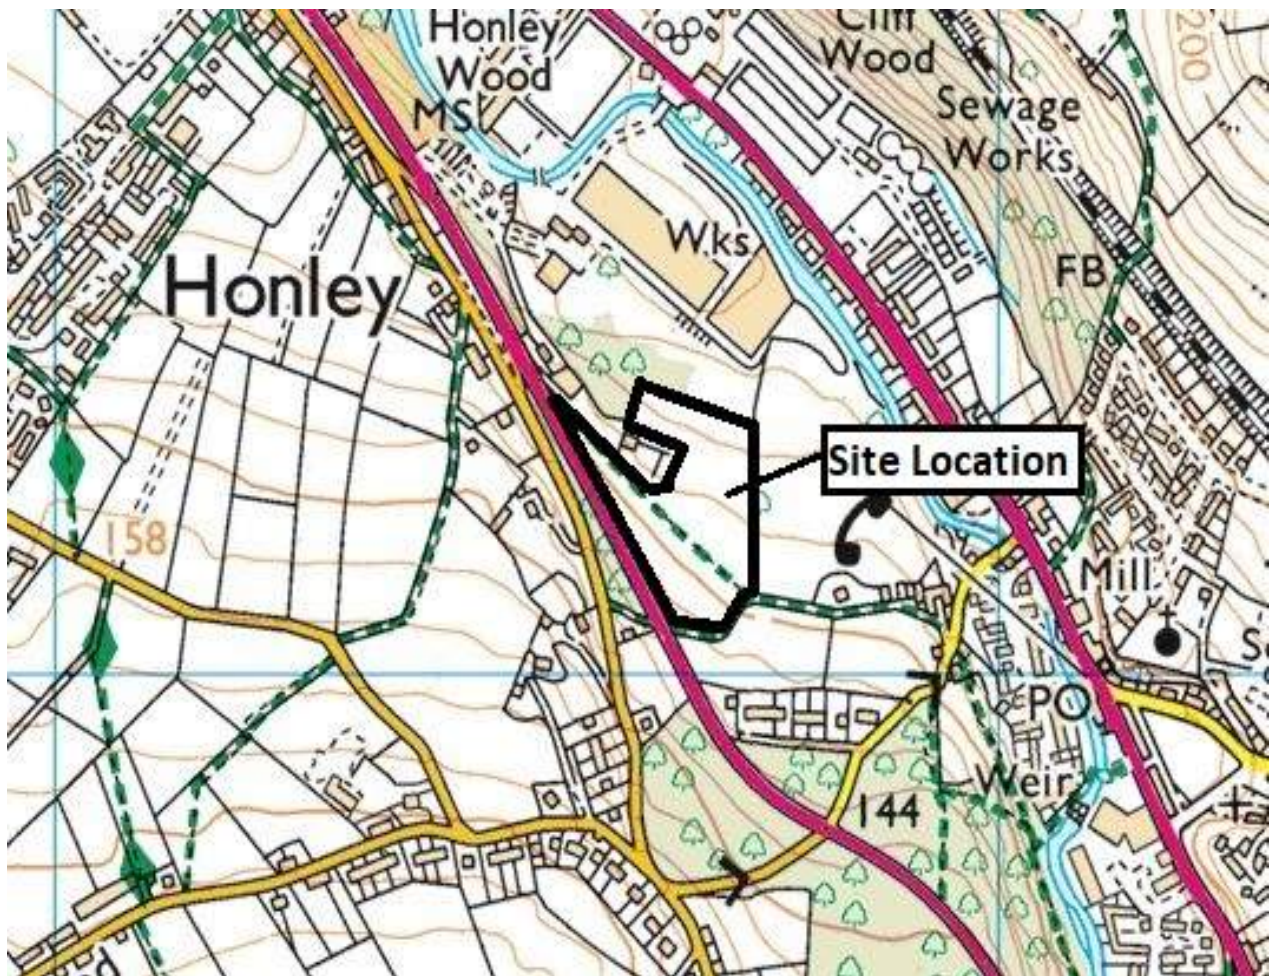 Honley
Wood
MS
Cliff
Wood
200
Sewage
Works
Wks
FB
Honley
Site Location
158
Mill
PO
Weir
144